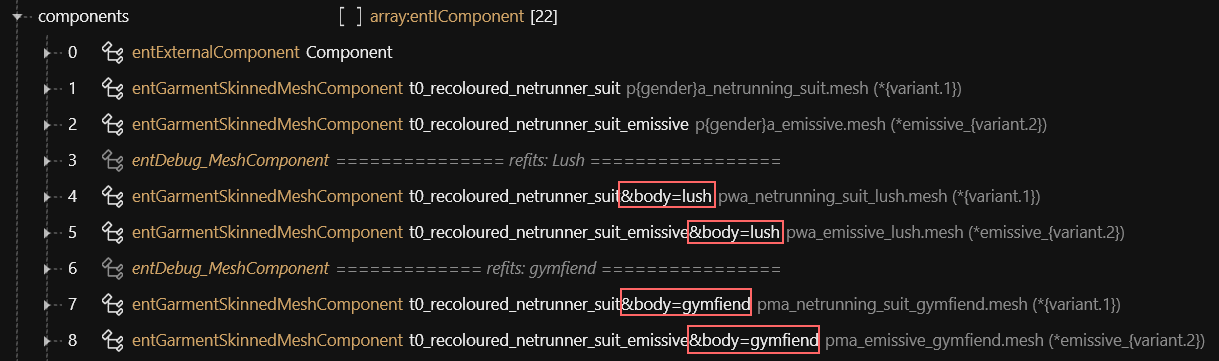 components [ ] array:entIComponent [22]
0 entExternalComponent Component
1 entGarmentSkinnedMeshComponent t0_recoloured_netrunner_suit p{gender}a_netrunning_suit.mesh (*{variant.1})
2 entGarmentSkinnedMeshComponent t0_recoloured_netrunner_suit_emissive p{gender}a_emissive.mesh (*emissive_{variant.2})
3 entDebug_MeshComponent =============== refits: Lush =================
4 entGarmentSkinnedMeshComponent t0_recoloured_netrunner_suit&body=lush pwa_netrunning_suit_lush.mesh (*{variant.1})
5 entGarmentSkinnedMeshComponent t0_recoloured_netrunner_suit_emissive&body=lush pwa_emissive_lush.mesh (*emissive_{variant.2})
6 entDebug_MeshComponent ============= refits: gymfiend ================
7 entGarmentSkinnedMeshComponent t0_recoloured_netrunner_suit&body=gymfiend pma_netrunning_suit_gymfiend.mesh (*{variant.1})
8 entGarmentSkinnedMeshComponent t0_recoloured_netrunner_suit_emissive&body=gymfiend pma_emissive_gymfiend.mesh (*emissive_{variant.2})